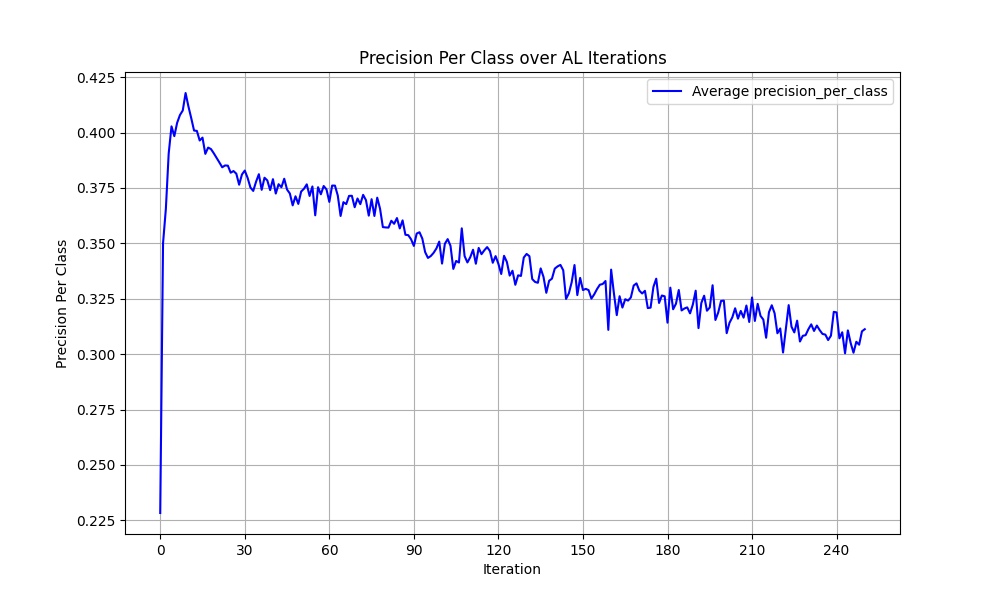 Precision Per Class over AL Iterations
Average precision_per_class
Precision Per Class
0.425
0.400
0.375
0.350
0.325
0.300
0.275
0.250
0.225
0 30 60 90 120 150 180 210 240
Iteration